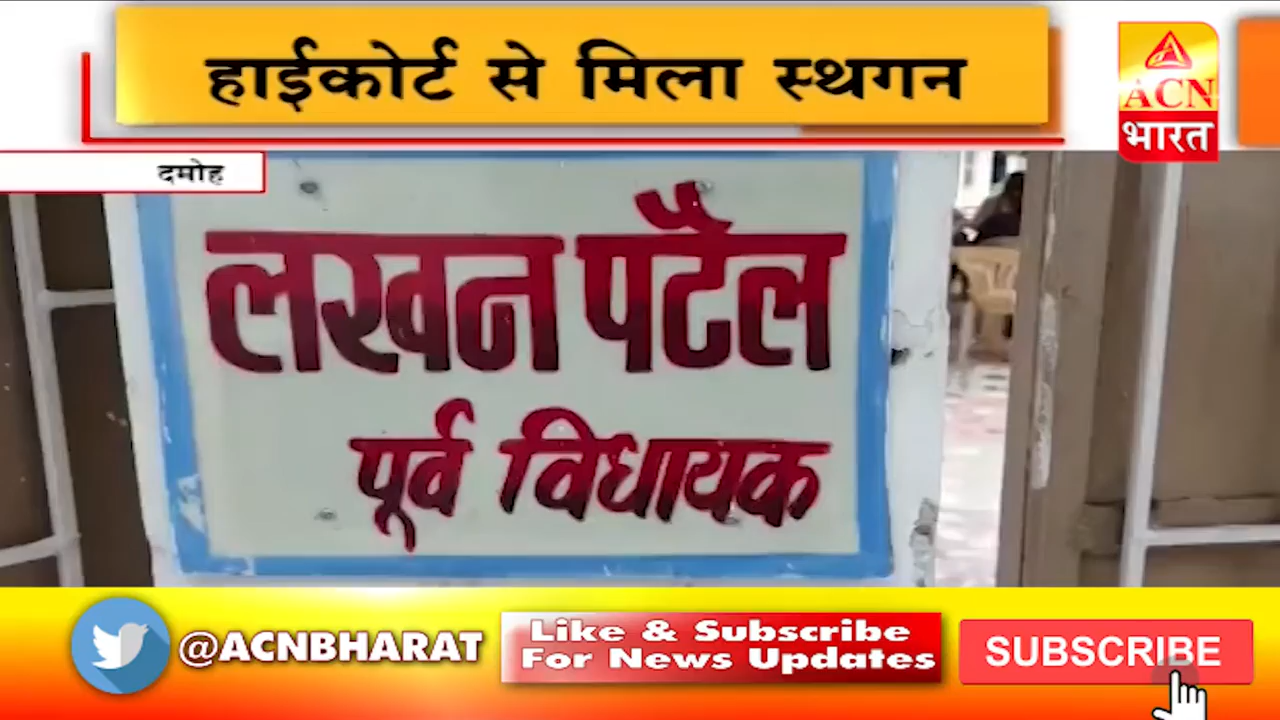 हाईकोर्ट से मिला स्थगन
ACN
भारत
दमोह
लखन पटैल
पूर्व विधायक
@ACNBHARAT
Like & Subscribe
For News Updates
SUBSCRIBE